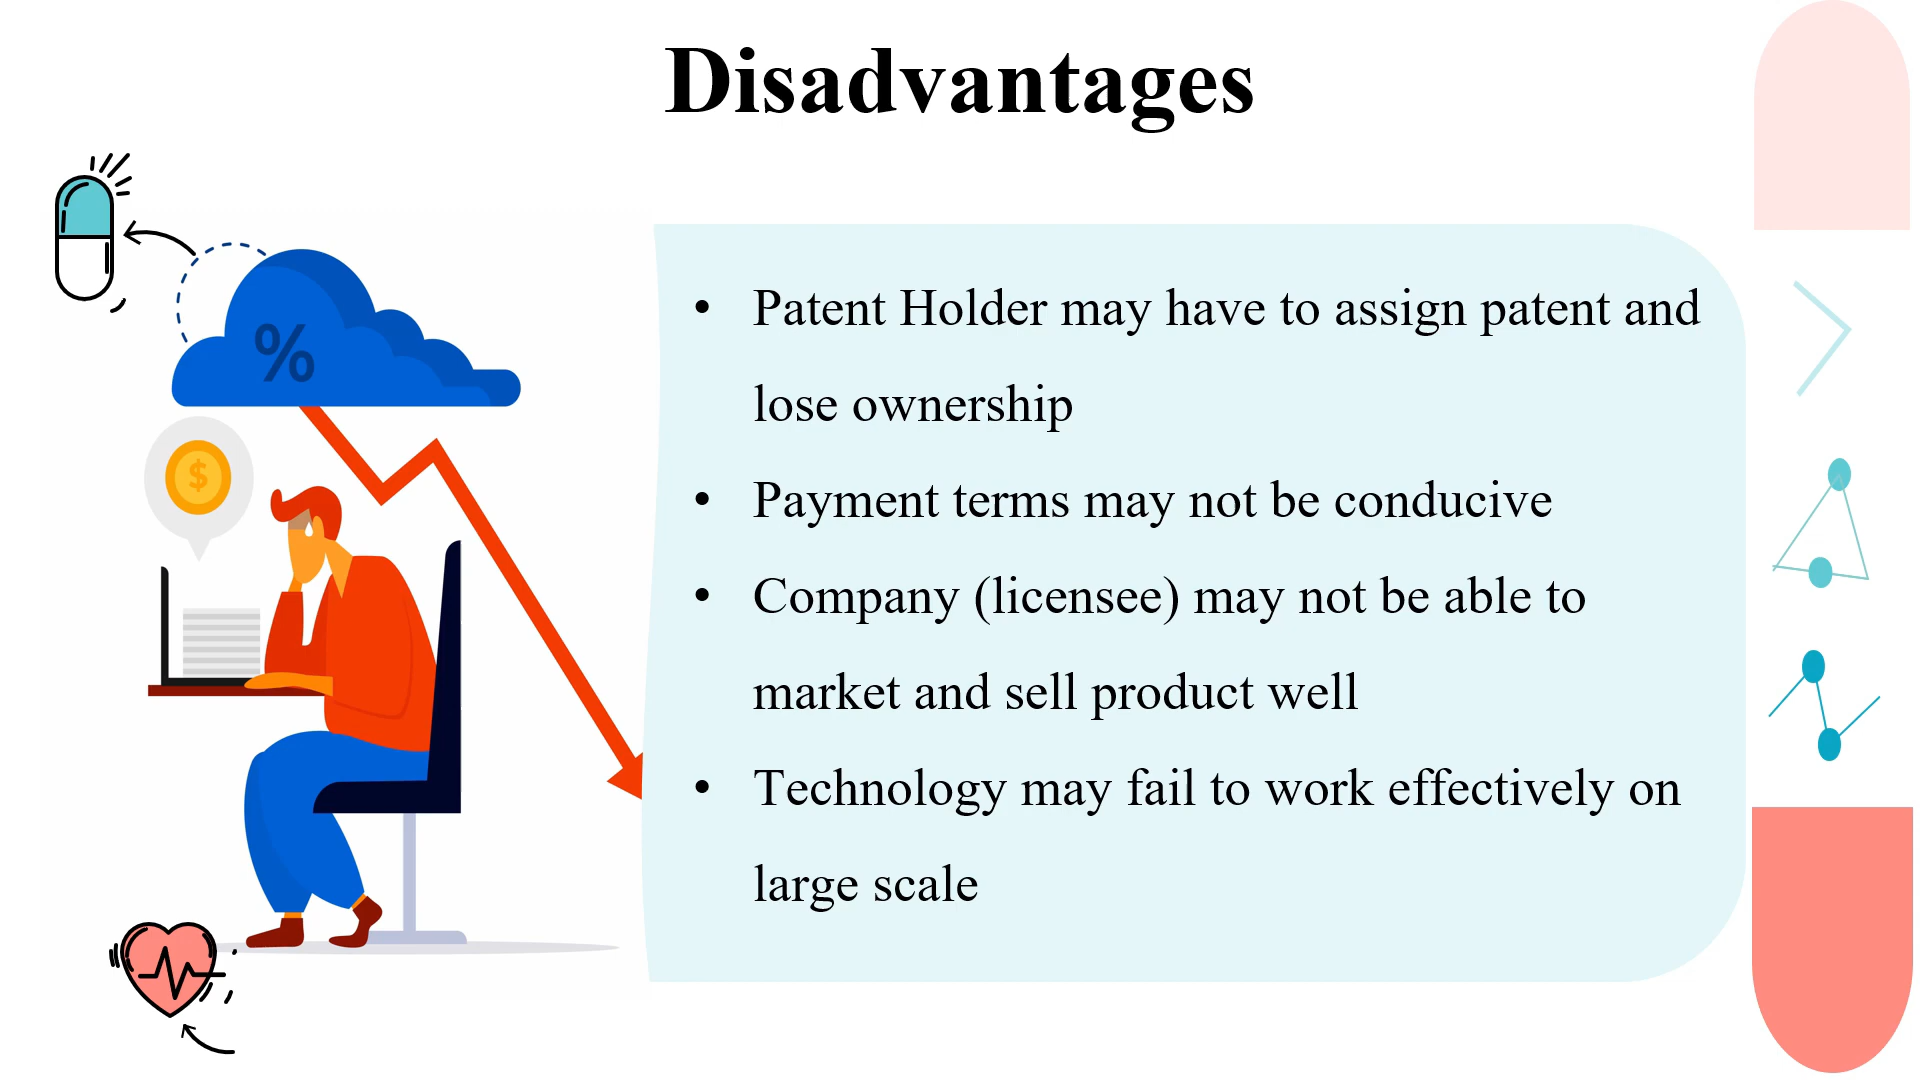 Disadvantages
%
$
• Patent Holder may have to assign patent and
lose ownership
• Payment terms may not be conducive
• Company (licensee) may not be able to
market and sell product well
• Technology may fail to work effectively on
large scale